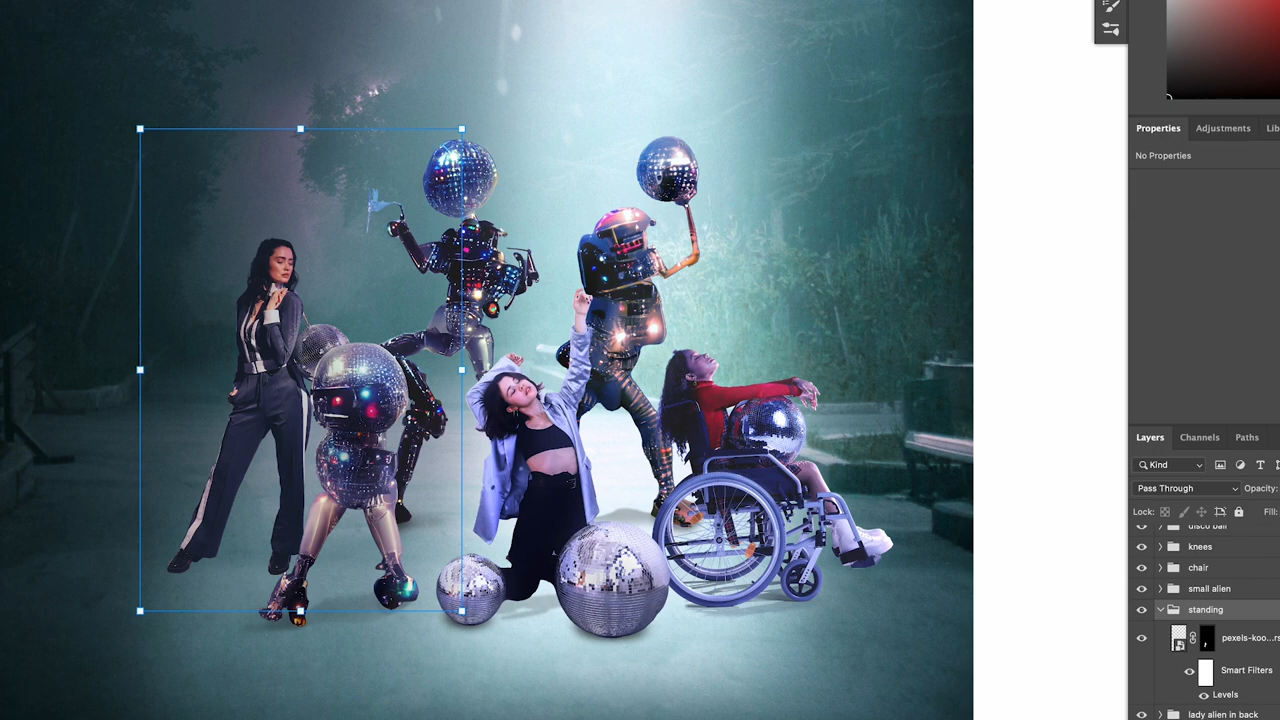 Properties Adjustments Lib
No Properties
Layers Channels Paths
Kind
Pass Through Opacity:
Lock: Fill:
disco ball
knees
chair
small alien
standing
pexels-koo...rs
Smart Filters
Levels
lady alien in back